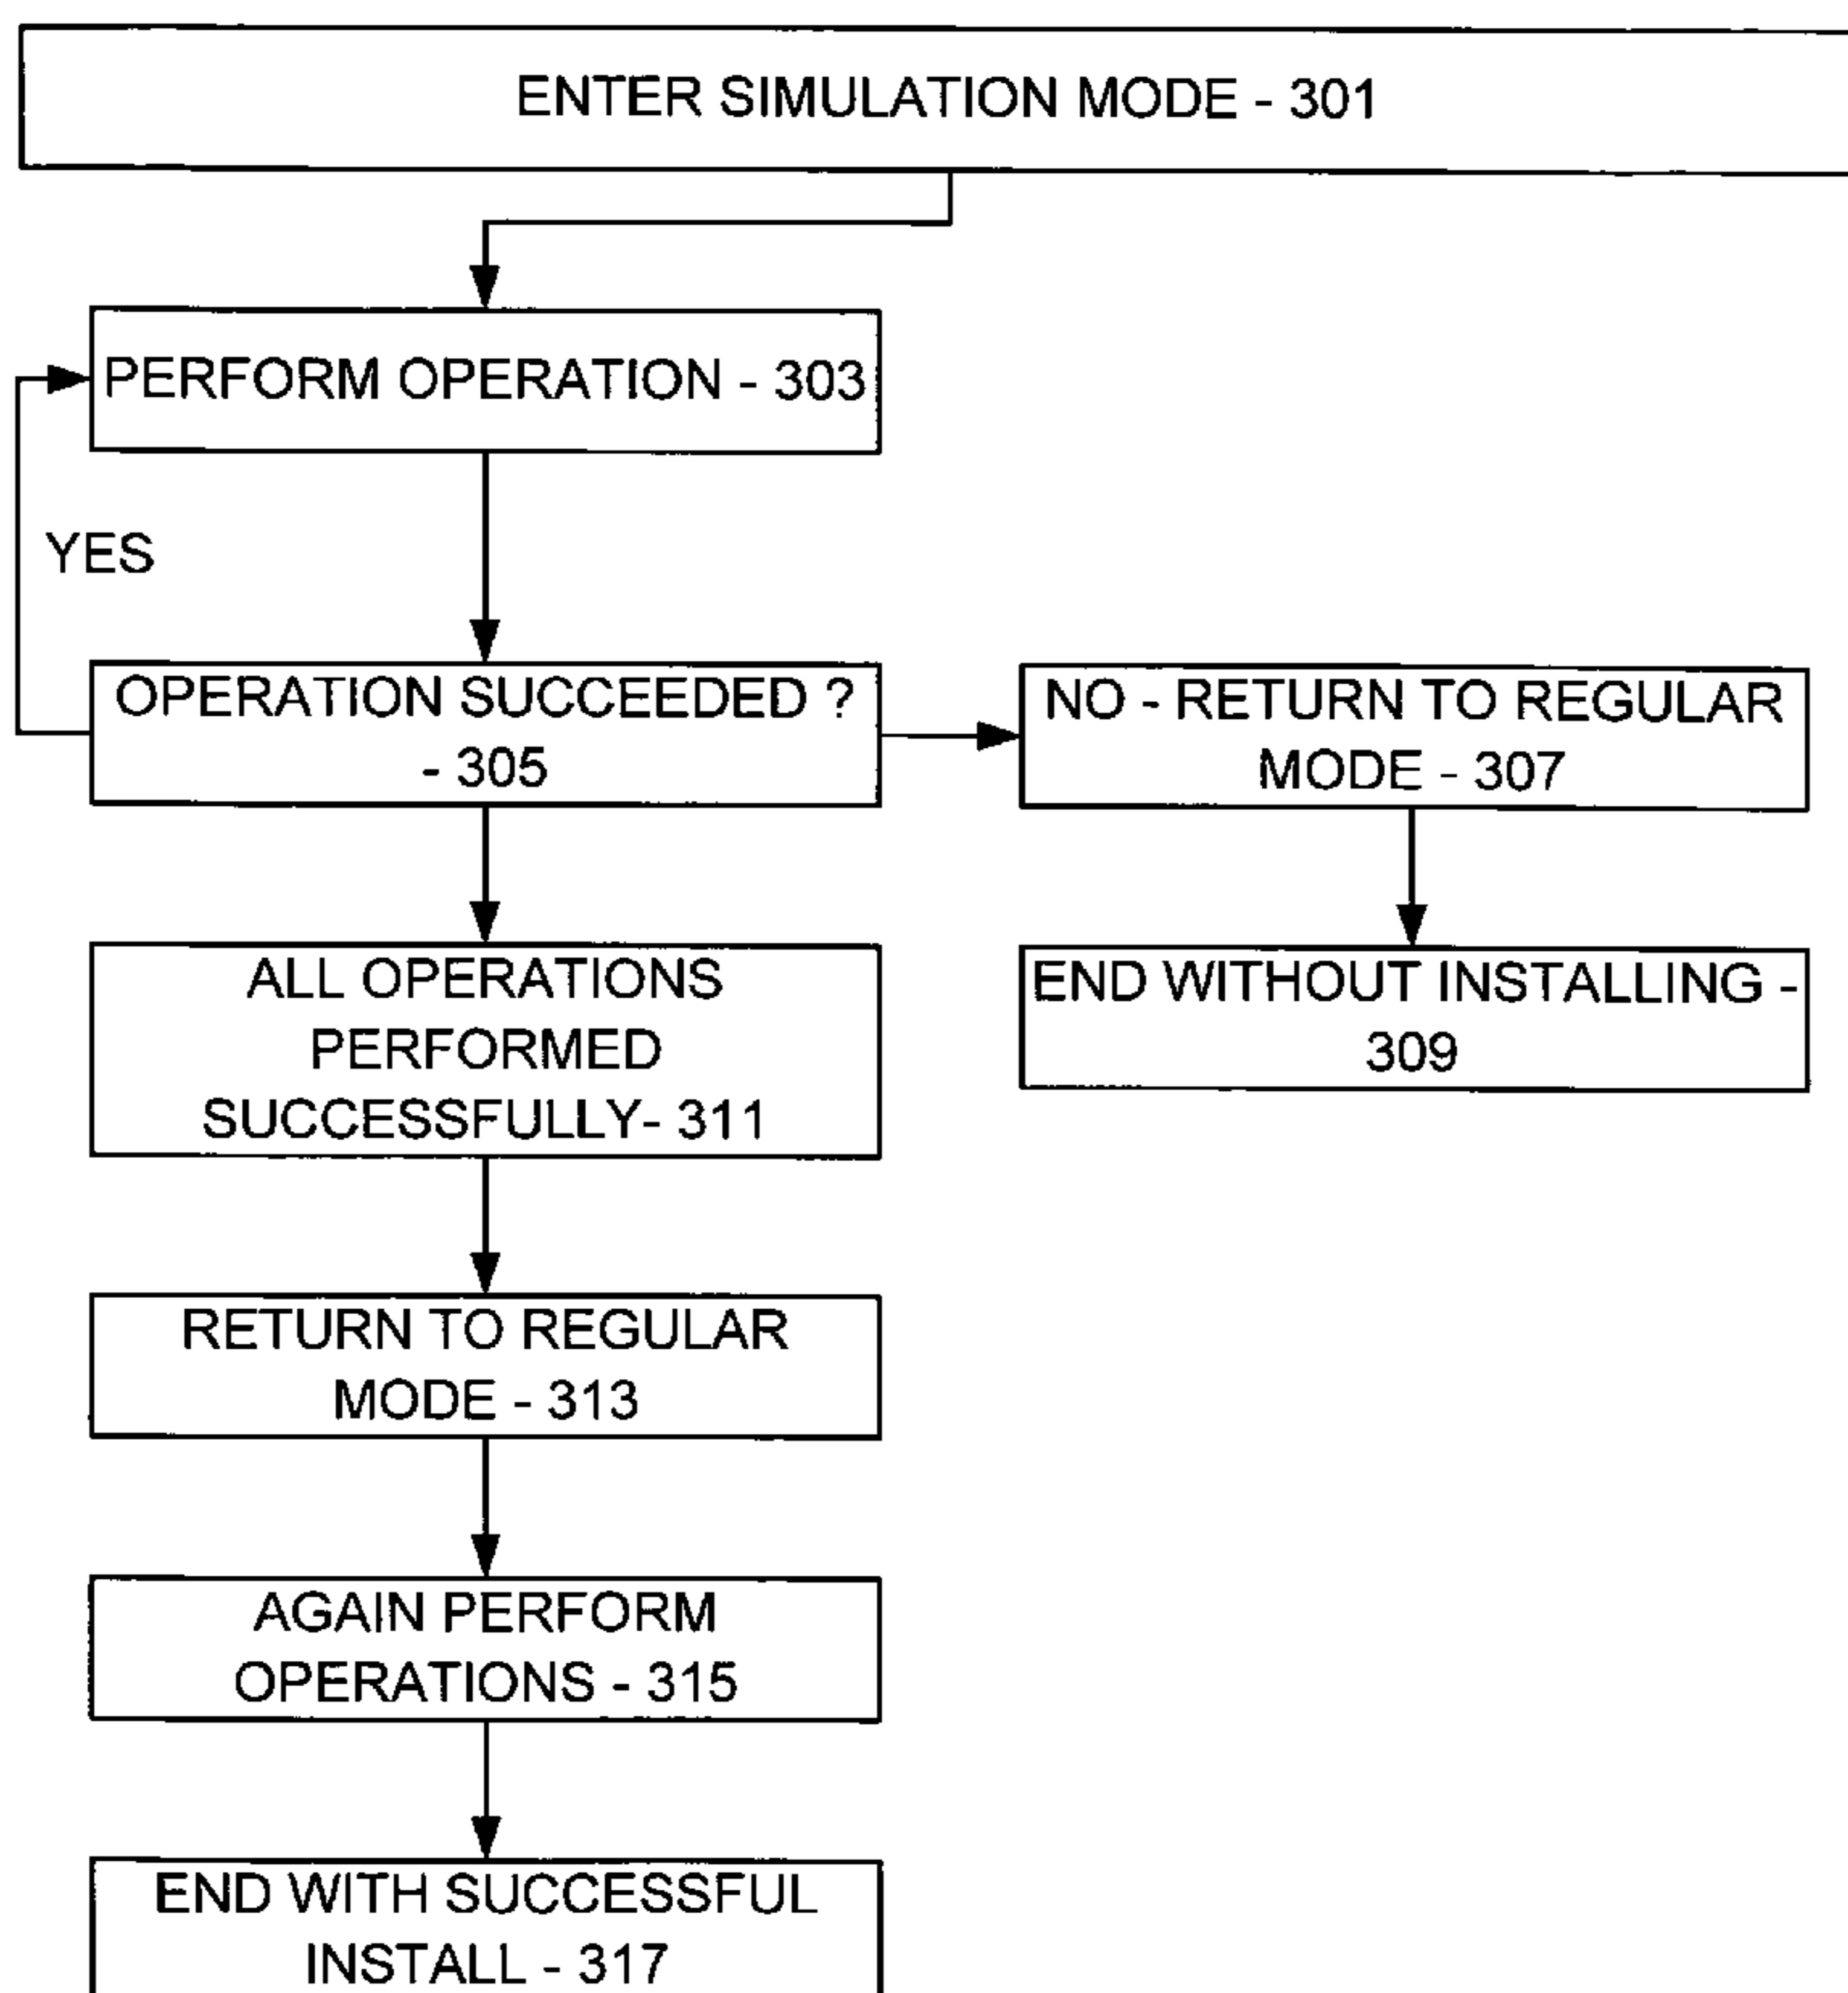 ENTER SIMULATION MODE - 301
PERFORM OPERATION - 303
YES
OPERATION SUCCEEDED ?
- 305
NO - RETURN TO REGULAR
MODE - 307
ALL OPERATIONS
PERFORMED
SUCCESSFULLY- 311
END WITHOUT INSTALLING -
309
RETURN TO REGULAR
MODE - 313
AGAIN PERFORM
OPERATIONS - 315
END WITH SUCCESSFUL
INSTALL - 317